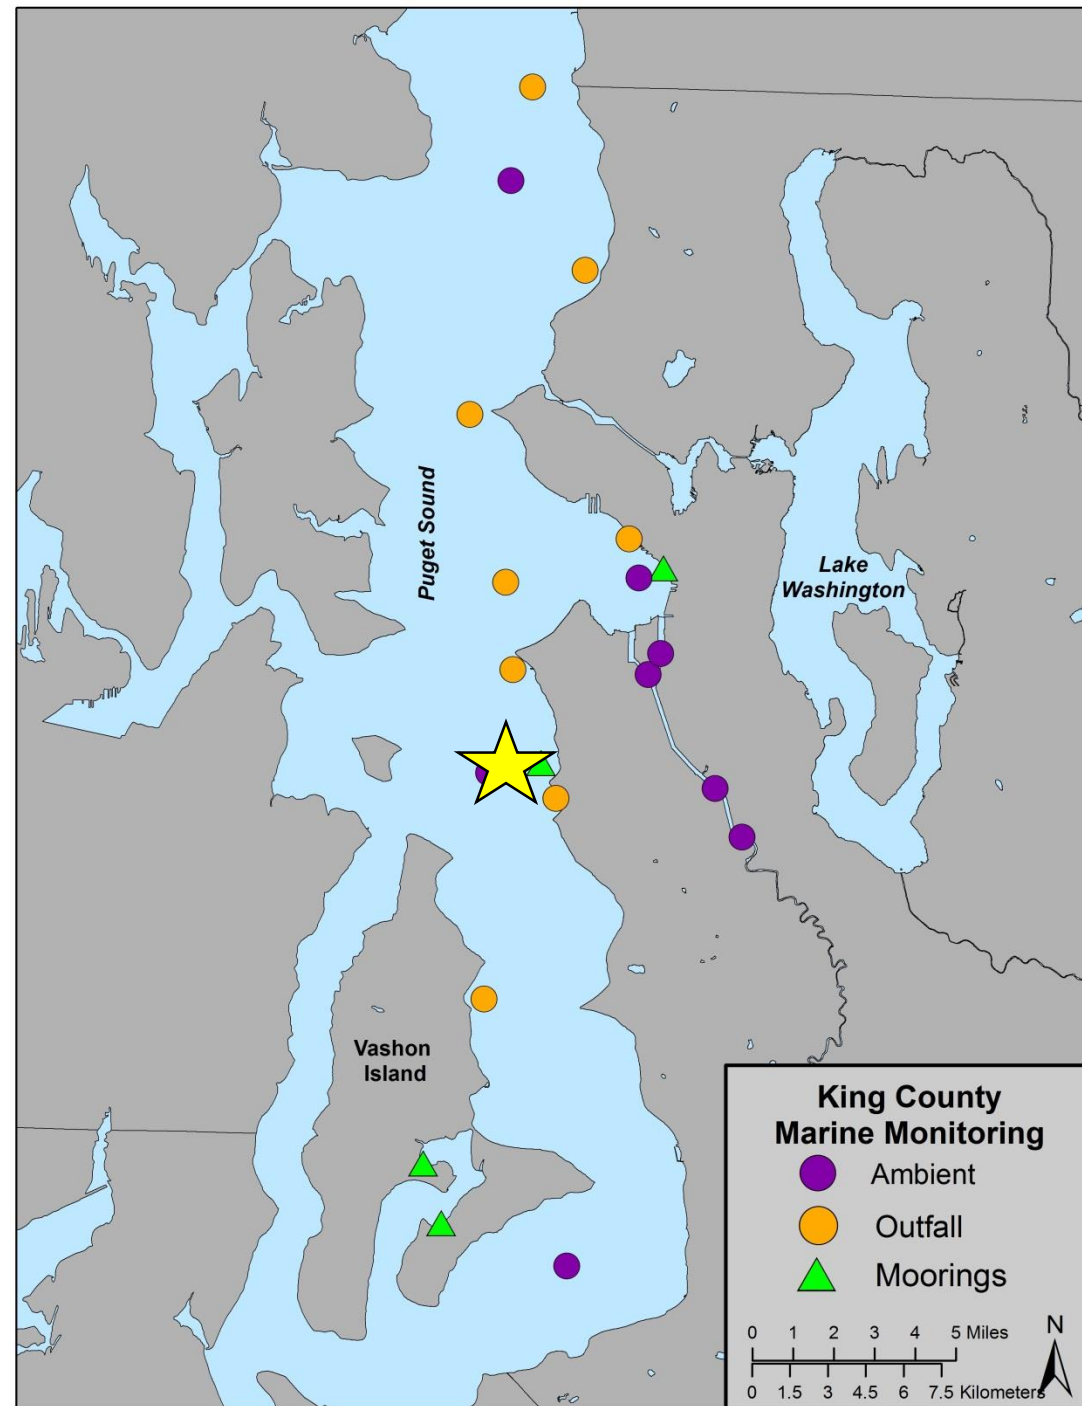 Puget Sound
Lake
Washington
Vashon
Island
King County
Marine Monitoring
Ambient
Outfall
Moorings
0 1 2 3 4 5 Miles
0 1.5 3 4.5 6 7.5 Kilometers
N